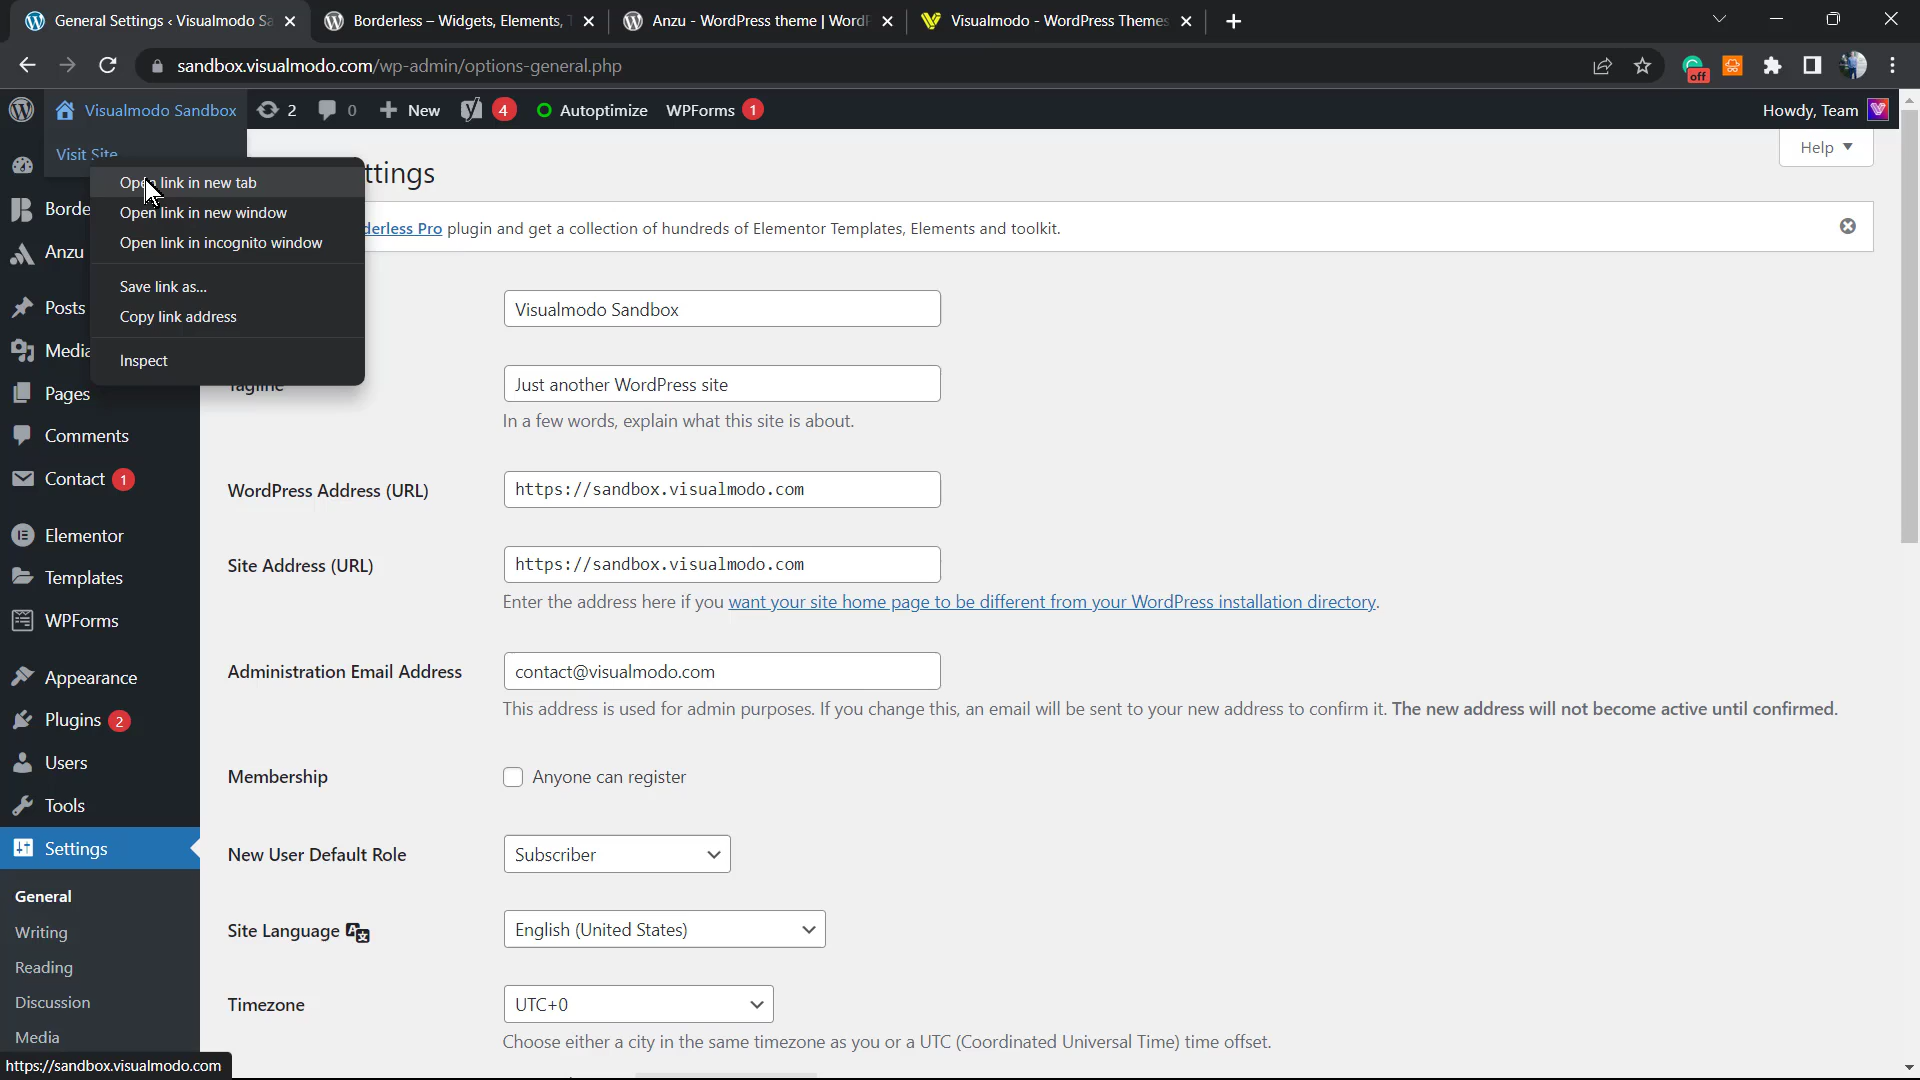 General Settings ‹ Visualmodo Sa
Borderless – Widgets, Elements, T
Anzu - WordPress theme | WordP
Visualmodo - WordPress Themes
sandbox.visualmodo.com/wp-admin/options-general.php
off
Visualmodo Sandbox
2
0
New
4
Autoptimize
WPForms
1
Howdy, Team
Visit Site
Help
ttings
Open link in new tab
Open link in new window
Open link in incognito window
Save link as...
Copy link address
Inspect
Borde
derless Pro plugin and get a collection of hundreds of Elementor Templates, Elements and toolkit.
Anzu
Posts
Visualmodo Sandbox
Media
Tagline
Just another WordPress site
In a few words, explain what this site is about.
Pages
Comments
Contact 1
WordPress Address (URL)
https://sandbox.visualmodo.com
Elementor
Site Address (URL)
https://sandbox.visualmodo.com
Enter the address here if you want your site home page to be different from your WordPress installation directory.
Templates
WPForms
Administration Email Address
contact@visualmodo.com
This address is used for admin purposes. If you change this, an email will be sent to your new address to confirm it. The new address will not become active until confirmed.
Appearance
Plugins 2
Users
Membership
Anyone can register
Tools
Settings
New User Default Role
Subscriber
General
Writing
Site Language
English (United States)
Reading
Discussion
Timezone
UTC+0
Choose either a city in the same timezone as you or a UTC (Coordinated Universal Time) time offset.
Media
https://sandbox.visualmodo.com